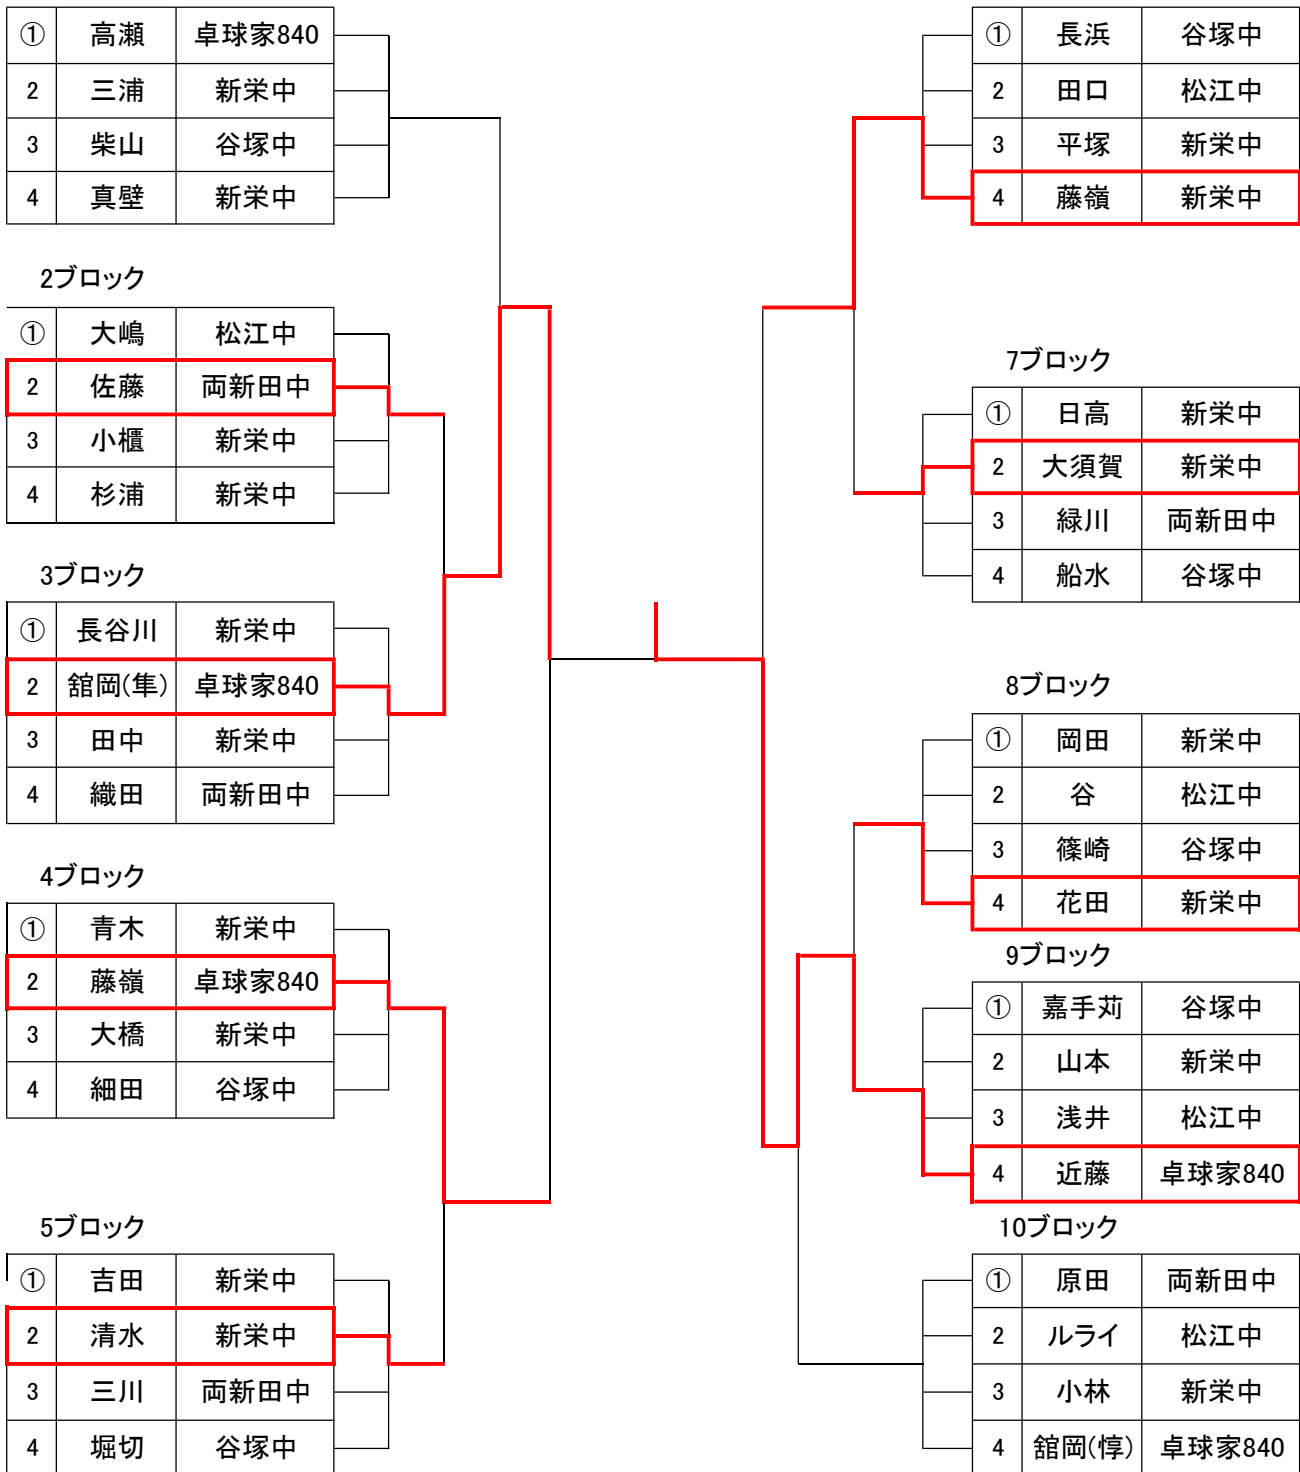 ① 高瀬 卓球家840
2 三浦 新栄中
3 柴山 谷塚中
4 真壁 新栄中
2ブロック
① 大嶋 松江中
2 佐藤 両新田中
3 小櫃 新栄中
4 杉浦 新栄中
3ブロック
① 長谷川 新栄中
2 舘岡(隼) 卓球家840
3 田中 新栄中
4 織田 両新田中
4ブロック
① 青木 新栄中
2 藤嶺 卓球家840
3 大橋 新栄中
4 細田 谷塚中
5ブロック
① 吉田 新栄中
2 清水 新栄中
3 三川 両新田中
4 堀切 谷塚中
① 長浜 谷塚中
2 田口 松江中
3 平塚 新栄中
4 藤嶺 新栄中
7ブロック
① 日高 新栄中
2 大須賀 新栄中
3 緑川 両新田中
4 船水 谷塚中
8ブロック
① 岡田 新栄中
2 谷 松江中
3 篠崎 谷塚中
4 花田 新栄中
9ブロック
① 嘉手苅 谷塚中
2 山本 新栄中
3 浅井 松江中
4 近藤 卓球家840
10ブロック
① 原田 両新田中
2 ルライ 松江中
3 小林 新栄中
4 舘岡(惇) 卓球家840